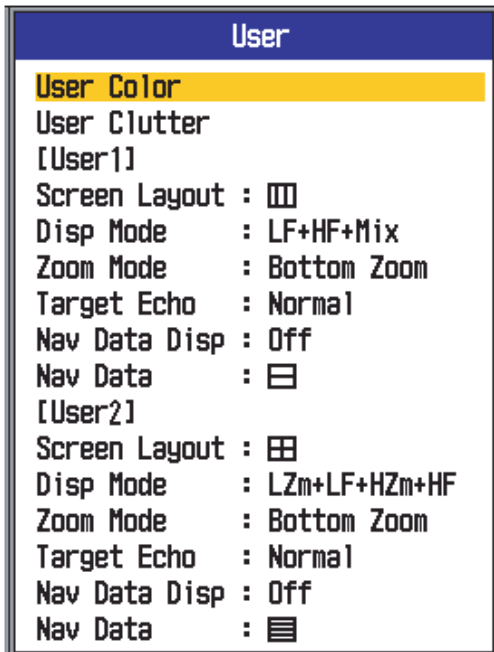 User
User Color
User Clutter
[User1]
Screen Layout :
Disp Mode : LF+HF+Mix
Zoom Mode : Bottom Zoom
Target Echo : Normal
Nav Data Disp : Off
Nav Data :
[User2]
Screen Layout :
Disp Mode : LZm+LF+HZm+HF
Zoom Mode : Bottom Zoom
Target Echo : Normal
Nav Data Disp : Off
Nav Data :